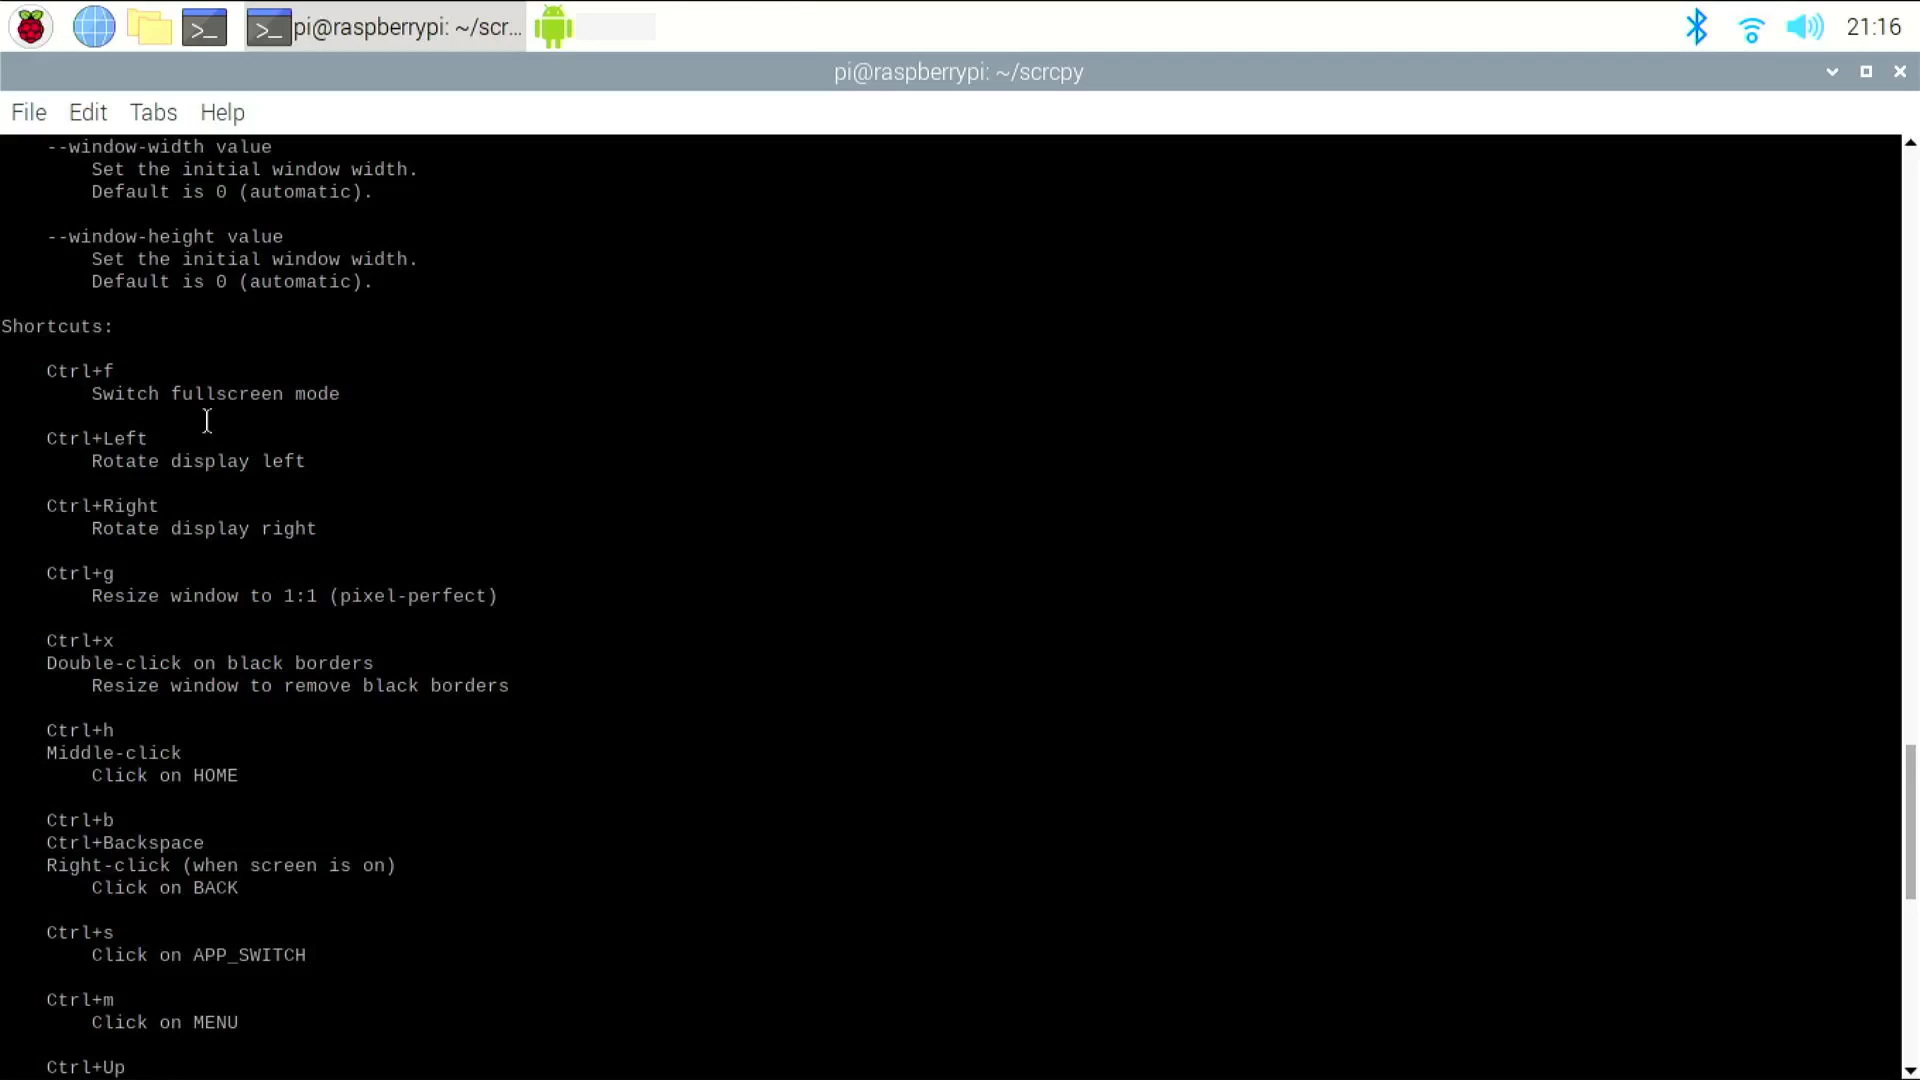 pi@raspberrypi: ~/scr...
21:16
pi@raspberrypi: ~/scrcpy
File Edit Tabs Help
--window-width value
Set the initial window width.
Default is 0 (automatic).
--window-height value
Set the initial window width.
Default is 0 (automatic).
Shortcuts:
Ctrl+f
Switch fullscreen mode
Ctrl+Left
Rotate display left
Ctrl+Right
Rotate display right
Ctrl+g
Resize window to 1:1 (pixel-perfect)
Ctrl+x
Double-click on black borders
Resize window to remove black borders
Ctrl+h
Middle-click
Click on HOME
Ctrl+b
Ctrl+Backspace
Right-click (when screen is on)
Click on BACK
Ctrl+s
Click on APP_SWITCH
Ctrl+m
Click on MENU
Ctrl+Up